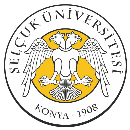 SELÇUK ÜNİVERSİTESİ
KONYA - 1908